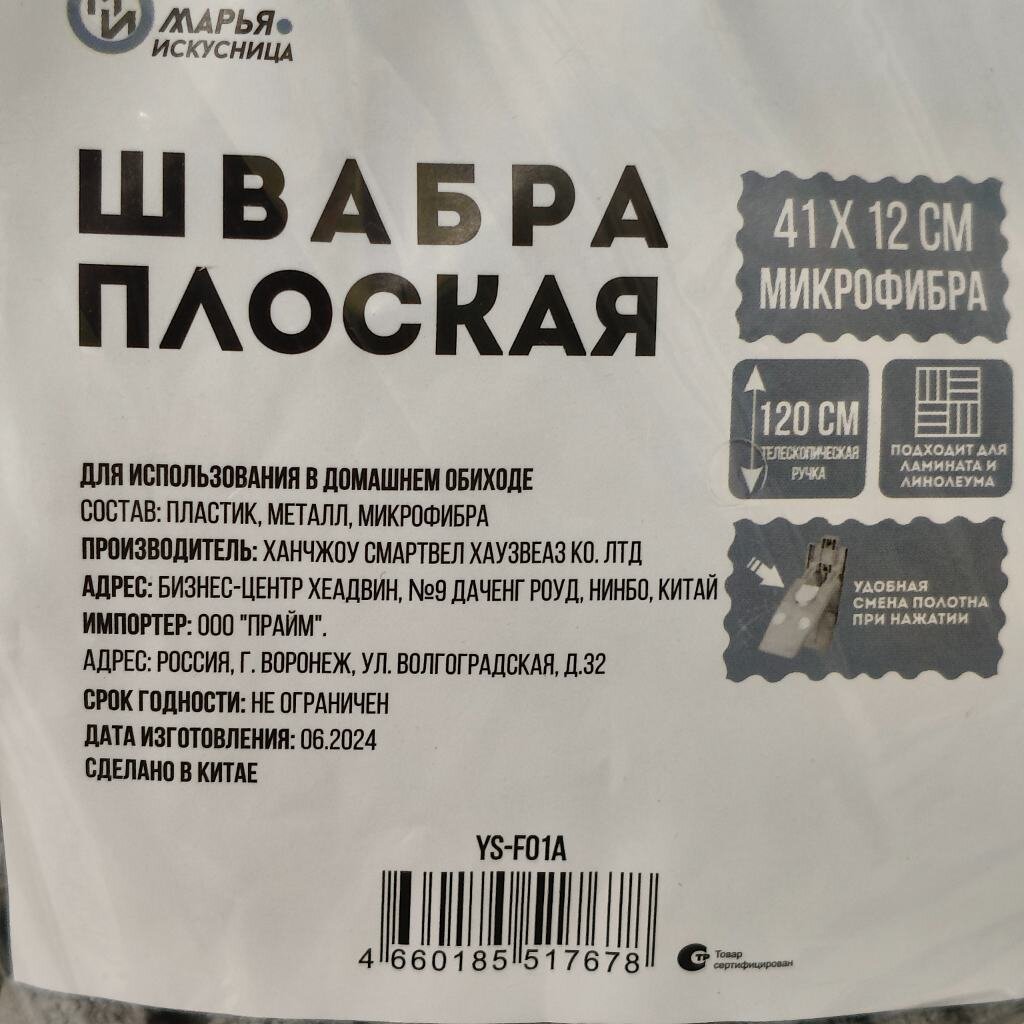 МИ
МАРЬЯ
ИСКУСНИЦА
ШВАБРА
ПЛОСКАЯ
41 X 12 СМ
МИКРОФИБРА
120 СМ
ТЕЛЕСКОПИЧЕСКАЯ
РУЧКА
ПОДХОДИТ ДЛЯ
ЛАМИНАТА И
ЛИНОЛЕУМА
УДОБНАЯ
СМЕНА ПОЛОТНА
ПРИ НАЖАТИИ
ДЛЯ ИСПОЛЬЗОВАНИЯ В ДОМАШНЕМ ОБИХОДЕ
СОСТАВ: ПЛАСТИК, МЕТАЛЛ, МИКРОФИБРА
ПРОИЗВОДИТЕЛЬ: ХАНЧЖОУ СМАРТВЕЛ ХАУЗВЕАЗ КО. ЛТД
АДРЕС: БИЗНЕС-ЦЕНТР ХЕАДВИН, №9 ДАЧЕНГ РОУД, НИНБО, КИТАЙ
ИМПОРТЕР: ООО "ПРАЙМ".
АДРЕС: РОССИЯ, Г. ВОРОНЕЖ, УЛ. ВОЛГОГРАДСКАЯ, Д.32
СРОК ГОДНОСТИ: НЕ ОГРАНИЧЕН
ДАТА ИЗГОТОВЛЕНИЯ: 06.2024
СДЕЛАНО В КИТАЕ
YS-F01A
4 660185 517678
СТР
Товар
сертифицирован